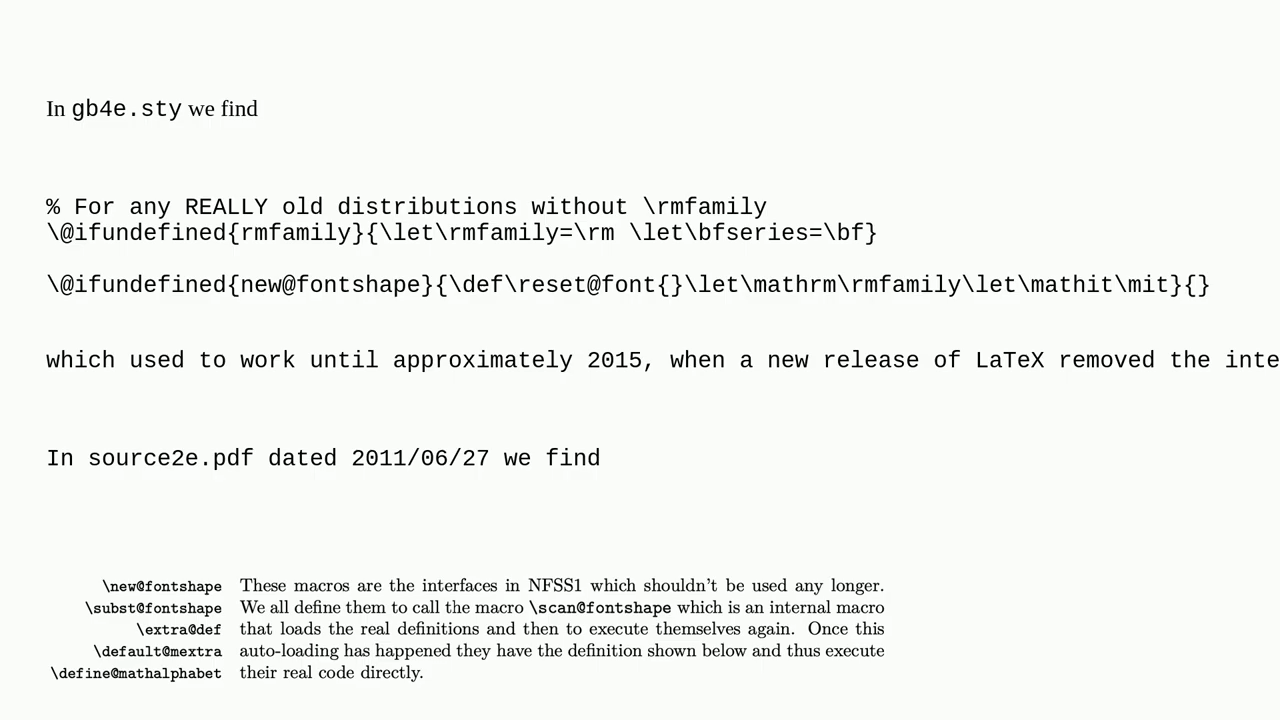 In gb4e.sty we find
% For any REALLY old distributions without \rmfamily
\@ifundefined{rmfamily}{\let\rmfamily=\rm \let\bfseries=\bf}
\@ifundefined{new@fontshape}{\def\reset@font{}\let\mathrm\rmfamily\let\mathit\mit}{}
which used to work until approximately 2015, when a new release of LaTeX removed the inte
In source2e.pdf dated 2011/06/27 we find
\new@fontshape These macros are the interfaces in NFSS1 which shouldn't be used any longer.
\subst@fontshape We all define them to call the macro \scan@fontshape which is an internal macro
\extra@def that loads the real definitions and then to execute themselves again. Once this
\default@mextra auto-loading has happened they have the definition shown below and thus execute
\define@mathalphabet their real code directly.